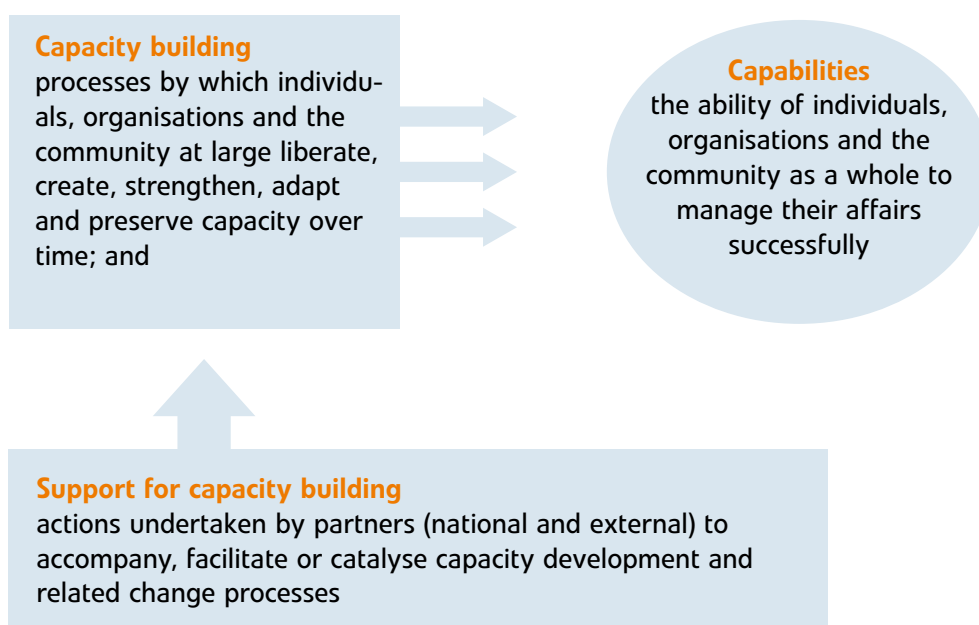 Capacity building
processes by which individu-
als, organisations and the
community at large liberate,
create, strengthen, adapt
and preserve capacity over
time; and
Capabilities
the ability of individuals,
organisations and the
community as a whole to
manage their affairs
successfully
Support for capacity building
actions undertaken by partners (national and external) to
accompany, facilitate or catalyse capacity development and
related change processes